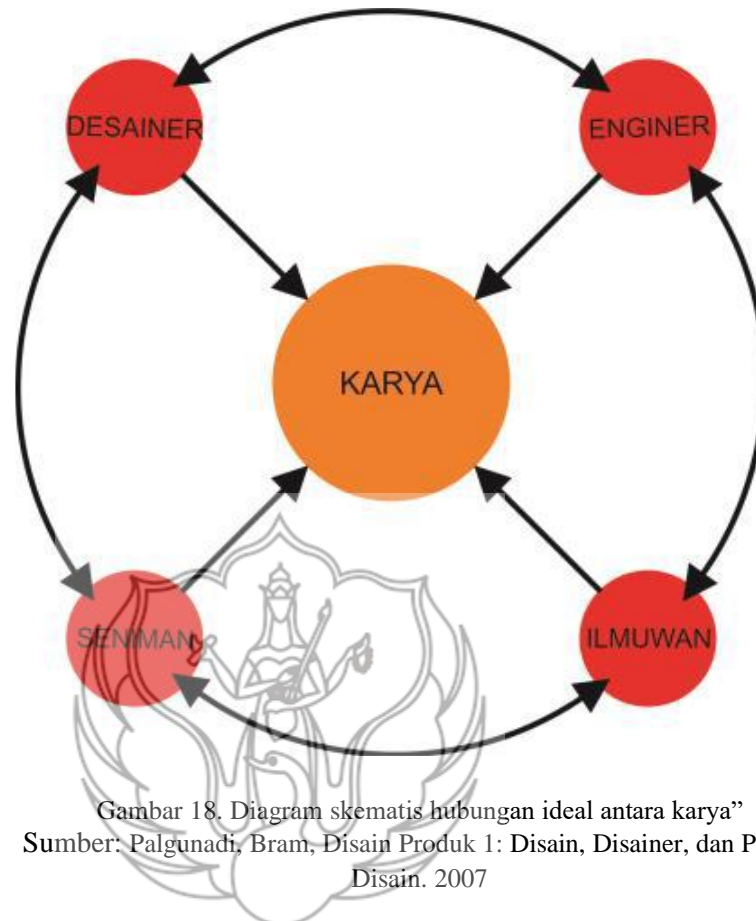 DESAINER
ENGINER
KARYA
SENIMAN
ILMUWAN
Gambar 18. Diagram skematis hubungan ideal antara karya”
Sumber: Palgunadi, Bram, Disain Produk 1: Disain, Disainer, dan P
Disain. 2007